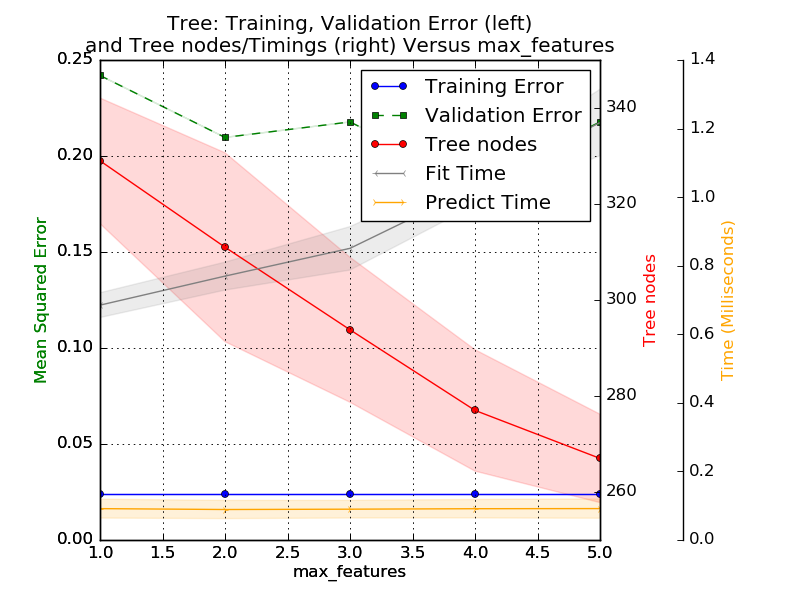 Tree: Training, Validation Error (left)
and Tree nodes/Timings (right) Versus max_features
Training Error
Validation Error
Tree nodes
Fit Time
Predict Time
Mean Squared Error
0.25
0.20
0.15
0.10
0.05
0.00
1.0 1.5 2.0 2.5 3.0 3.5 4.0 4.5 5.0
max_features
340
320
300
280
260
Tree nodes
1.4
1.2
1.0
0.8
0.6
0.4
0.2
0.0
Time (Milliseconds)